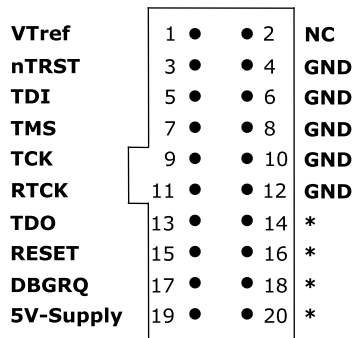 VTref 1 2 NC
nTRST 3 4 GND
TDI 5 6 GND
TMS 7 8 GND
TCK 9 10 GND
RTCK 11 12 GND
TDO 13 14 *
RESET 15 16 *
DBGRQ 17 18 *
5V-Supply 19 20 *